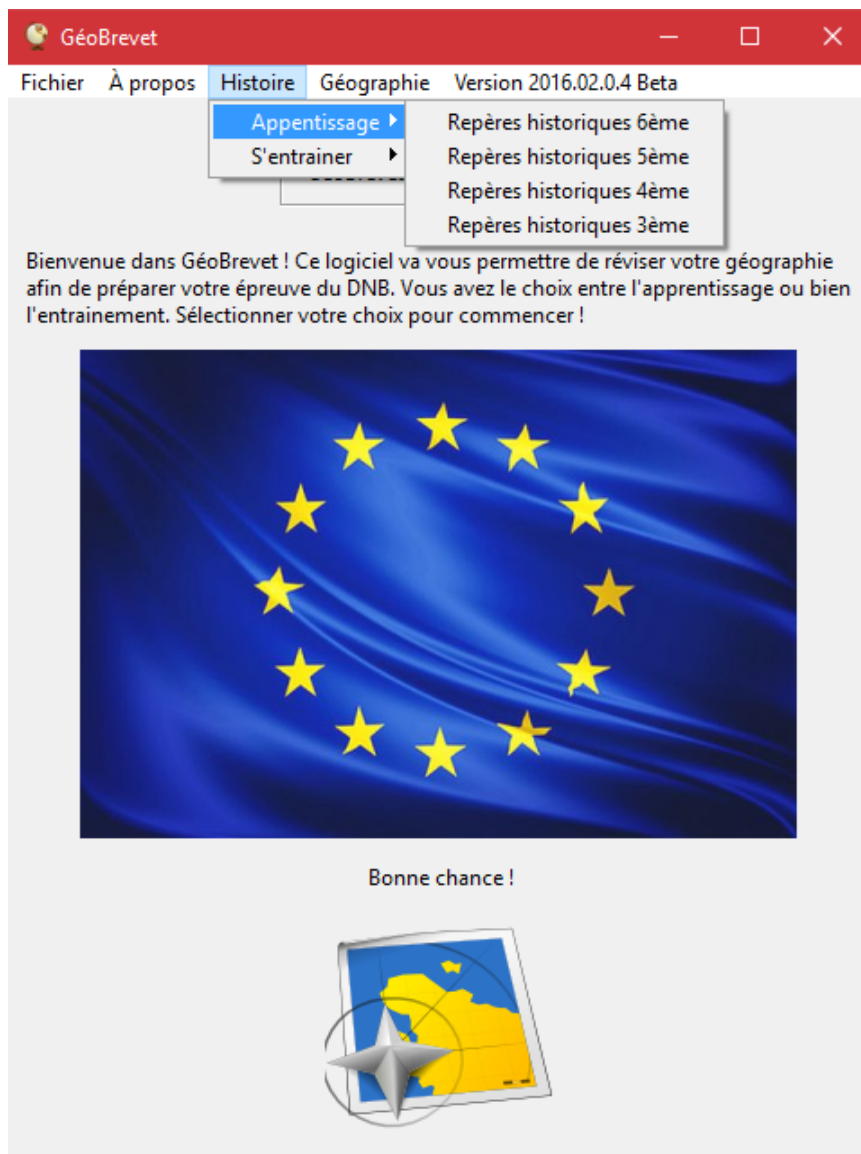 GéoBrevet
Fichier À propos Histoire Géographie Version 2016.02.0.4 Beta
Appentissage Repères historiques 6ème
S'entrainer Repères historiques 5ème
Repères historiques 4ème
Repères historiques 3ème
Bienvenue dans GéoBrevet ! Ce logiciel va vous permettre de réviser votre géographie
afin de préparer votre épreuve du DNB. Vous avez le choix entre l'apprentissage ou bien
l'entrainement. Sélectionner votre choix pour commencer !
Bonne chance !